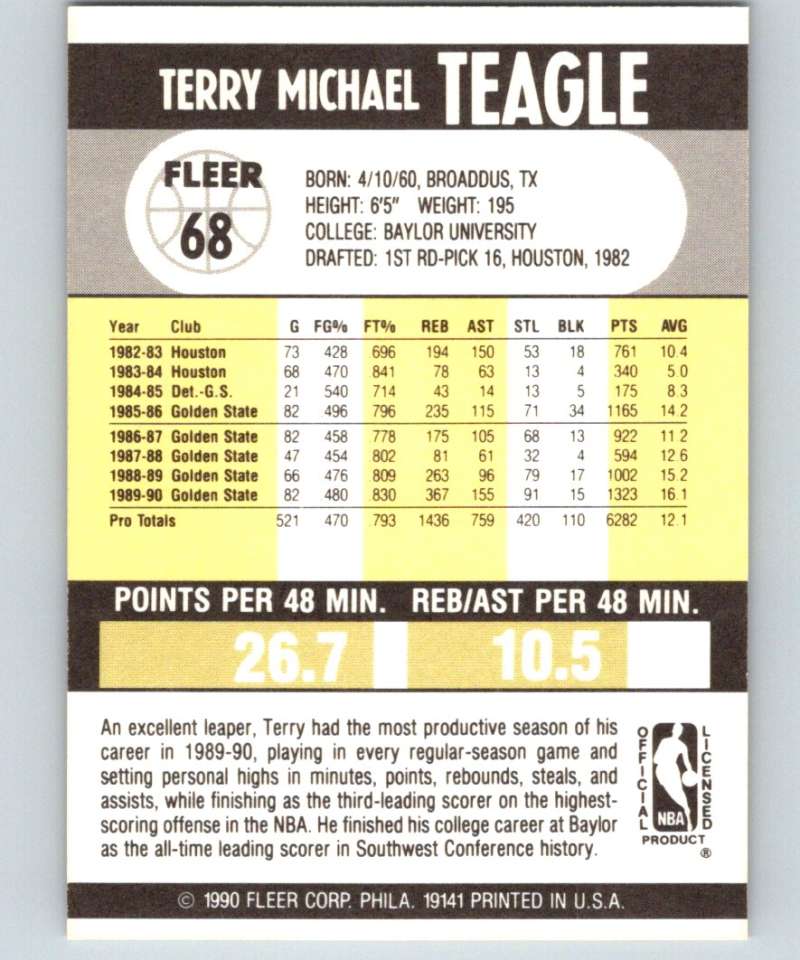 TERRY MICHAEL TEAGLE
FLEER
68
BORN: 4/10/60, BROADDUS, TX
HEIGHT: 6'5" WEIGHT: 195
COLLEGE: BAYLOR UNIVERSITY
DRAFTED: 1ST RD-PICK 16, HOUSTON, 1982
Year Club G FG% FT% REB AST STL BLK PTS AVG
1982-83 Houston 73 428 696 194 150 53 18 761 10.4
1983-84 Houston 68 470 841 78 63 13 4 340 5.0
1984-85 Det.-G.S. 21 540 714 43 14 13 5 175 8.3
1985-86 Golden State 82 496 796 235 115 71 34 1165 14.2
1986-87 Golden State 82 458 778 175 105 68 13 922 11.2
1987-88 Golden State 47 454 802 81 61 32 4 594 12.6
1988-89 Golden State 66 476 809 263 96 79 17 1002 15.2
1989-90 Golden State 82 480 830 367 155 91 15 1323 16.1
Pro Totals 521 470 .793 1436 759 420 110 6282 12.1
POINTS PER 48 MIN. REB/AST PER 48 MIN.
26.7 10.5
An excellent leaper, Terry had the most productive season of his
career in 1989-90, playing in every regular-season game and
setting personal highs in minutes, points, rebounds, steals, and
assists, while finishing as the third-leading scorer on the highest-
scoring offense in the NBA. He finished his college career at Baylor
as the all-time leading scorer in Southwest Conference history.
OFFICIAL
LICENSED
NBA
PRODUCT
®
© 1990 FLEER CORP. PHILA. 19141 PRINTED IN U.S.A.